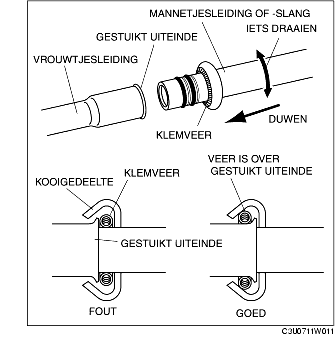 MANNETJESLEIDING OF -SLANG
IETS DRAAIEN
GESTUIKT UITEINDE
VROUWTJESLEIDING
KLEMVEER
DUWEN
VEER IS OVER
GESTUIKT UITEINDE
KLEMVEER
KOOIGEDEELTE
GESTUIKT UITEINDE
FOUT
GOED
C3U0711W011